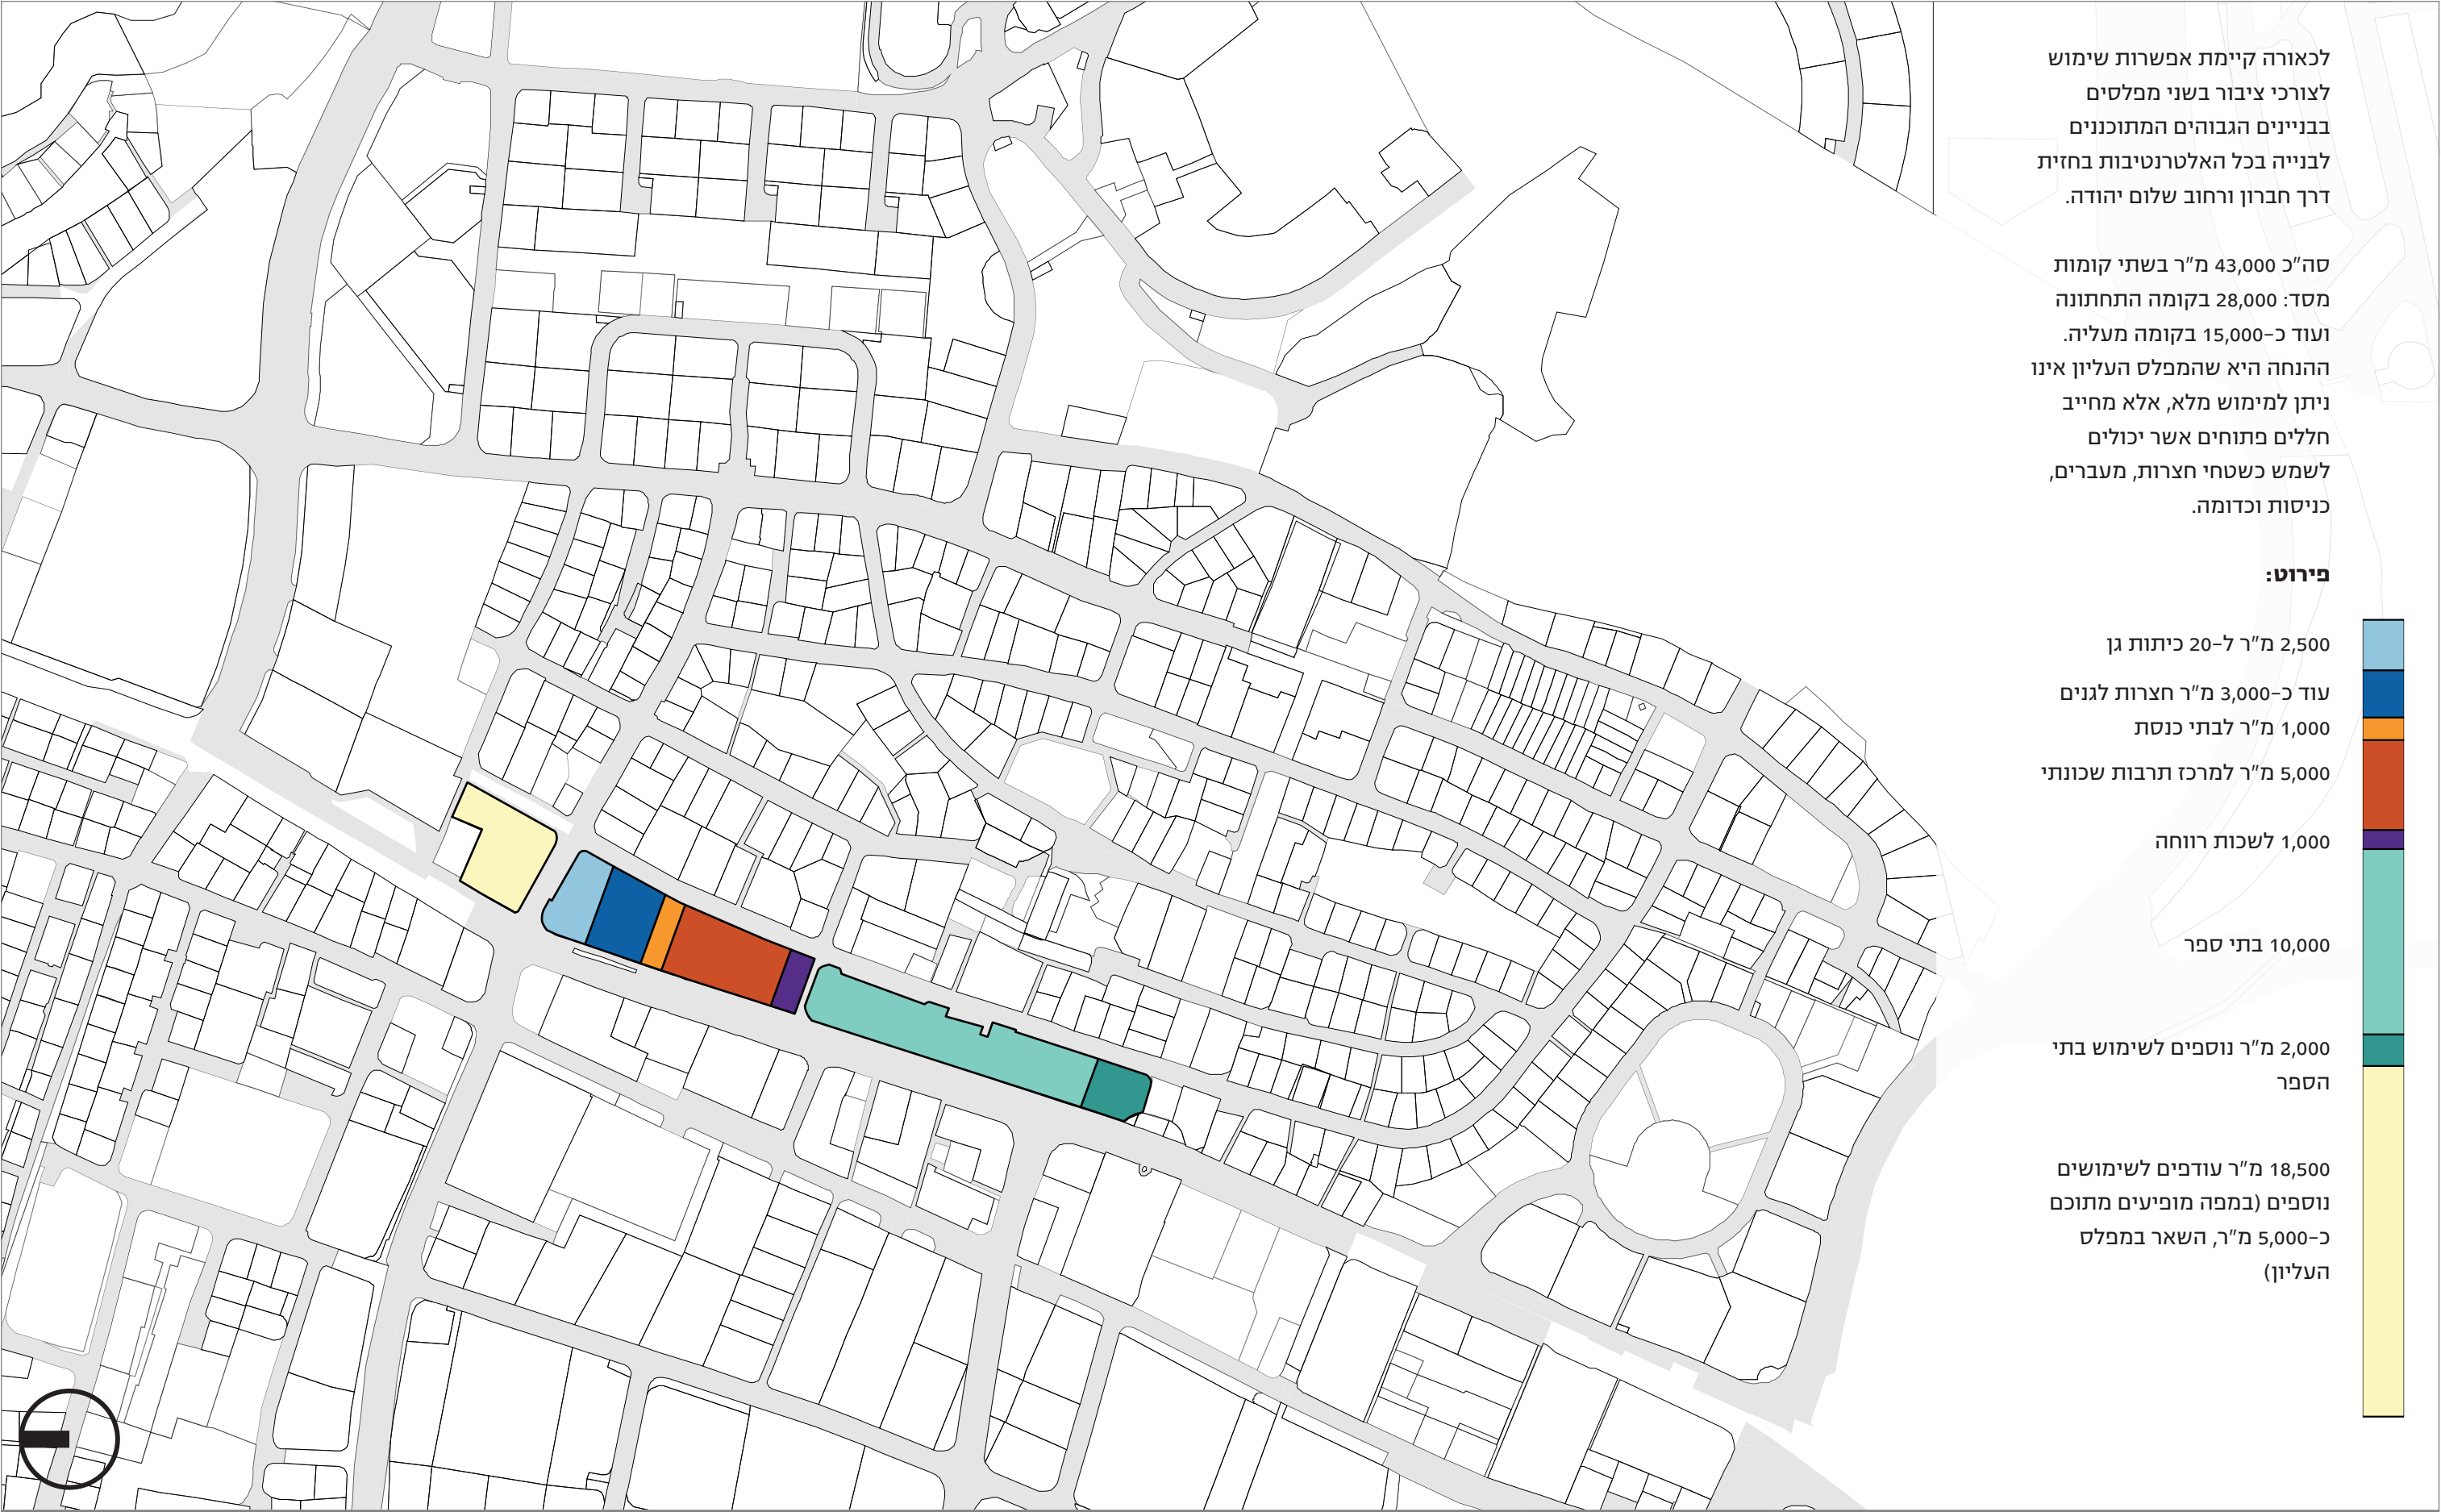 לכאורה קיימת אפשרות שימוש
לצורכי ציבור בשני מפלסים
בבניינים הגבוהים המתוכננים
לבנייה בכל האלטרנטיבות בחזית
דרך חברון ורחוב שלום יהודה.
סה"כ 43,000 מ"ר בשתי קומות
מסד: 28,000 בקומה התחתונה
ועוד כ-15,000 בקומה מעליה.
ההנחה היא שהמפלס העליון אינו
ניתן למימוש מלא, אלא מחייב
חללים פתוחים אשר יכולים
לשמש כשטחי חצרות, מעברים,
כניסות וכדומה.
פירוט:
2,500 מ"ר ל-20 כיתות גן
עוד כ-3,000 מ"ר חצרות לגנים
1,000 מ"ר לבתי כנסת
5,000 מ"ר למרכז תרבות שכונתי
1,000 לשכות רווחה
10,000 בתי ספר
2,000 מ"ר נוספים לשימוש בתי
הספר
18,500 מ"ר עודפים לשימושים
נוספים (במפה מופיעים מתוכם
כ-5,000 מ"ר, השאר במפלס
העליון)